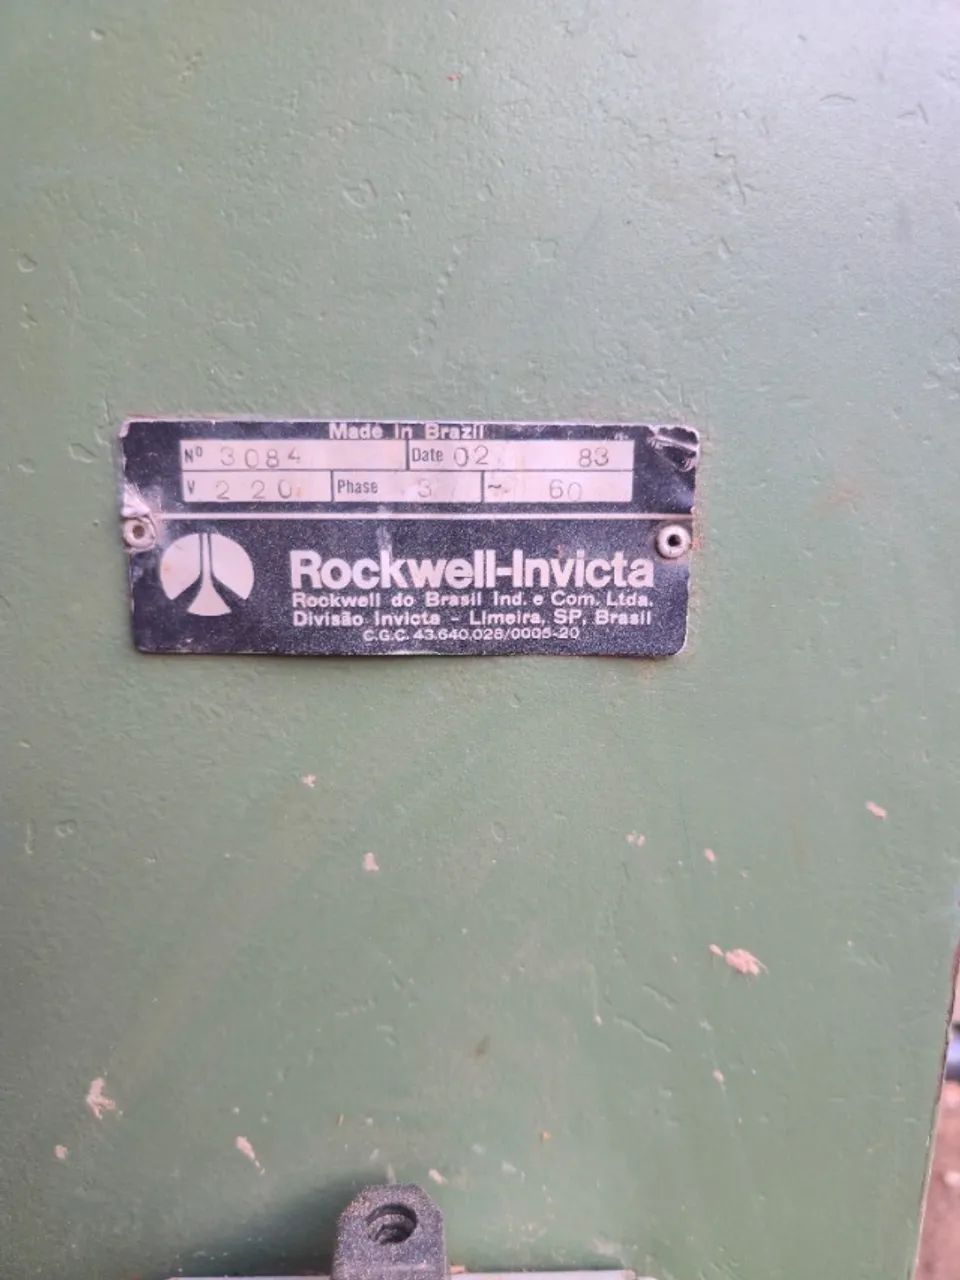 Made in Brazil
Nº 3084 Date 02 83
V 220 Phase 3 ~ 60
Rockwell-Invicta
Rockwell do Brasil Ind. e Com. Ltda.
Divisão Invicta - Limeira, SP, Brasil
C.G.C. 43.640.028/0005-20